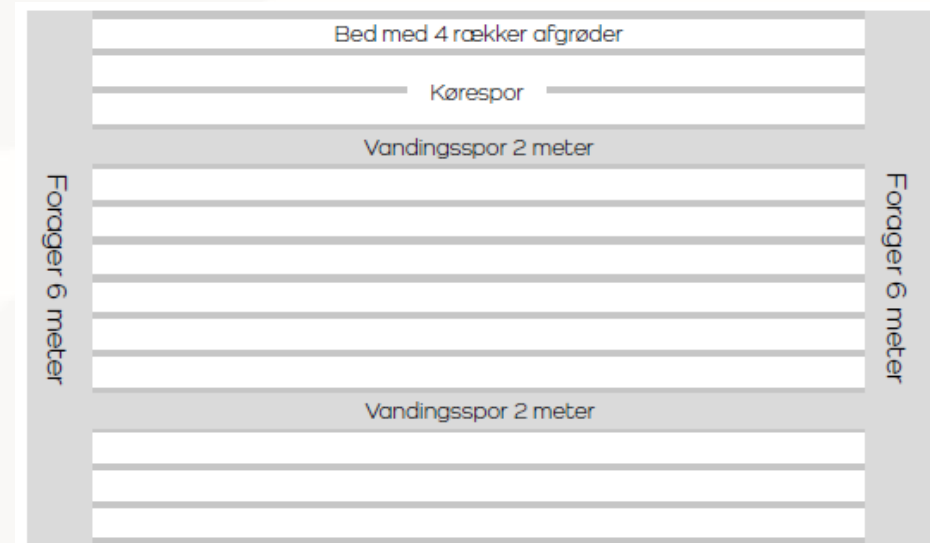 Bed med 4 rækker afgrøder
Kørespor
Vandingsspor 2 meter
Forager 6 meter
Forager 6 meter
Vandingsspor 2 meter